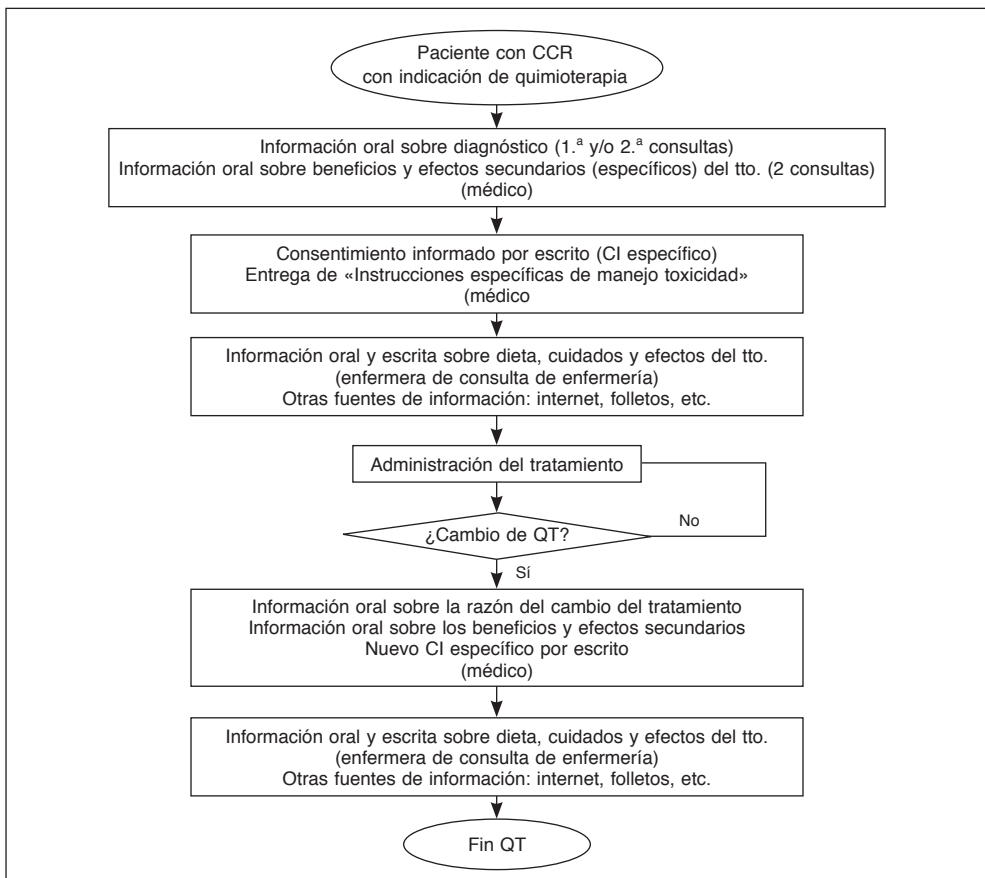 Paciente con CCR
con indicación de quimioterapia
Información oral sobre diagnóstico (1.ª y/o 2.ª consultas)
Información oral sobre beneficios y efectos secundarios (específicos) del tto. (2 consultas)
(médico)
Consentimiento informado por escrito (CI específico)
Entrega de «Instrucciones específicas de manejo toxicidad»
(médico
Información oral y escrita sobre dieta, cuidados y efectos del tto.
(enfermera de consulta de enfermería)
Otras fuentes de información: internet, folletos, etc.
Administración del tratamiento
¿Cambio de QT?
No
Sí
Información oral sobre la razón del cambio del tratamiento
Información oral sobre los beneficios y efectos secundarios
Nuevo CI específico por escrito
(médico)
Información oral y escrita sobre dieta, cuidados y efectos del tto.
(enfermera de consulta de enfermería)
Otras fuentes de información: internet, folletos, etc.
Fin QT